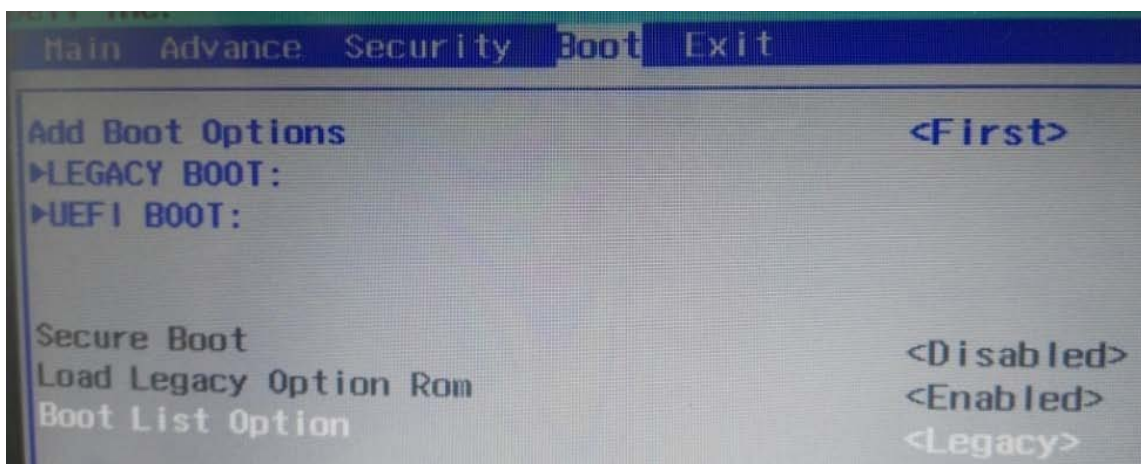 Main Advance Security Boot Exit
Add Boot Options <First>
▶LEGACY BOOT:
▶UEFI BOOT:
Secure Boot <Disabled>
Load Legacy Option Rom <Enabled>
Boot List Option <Legacy>